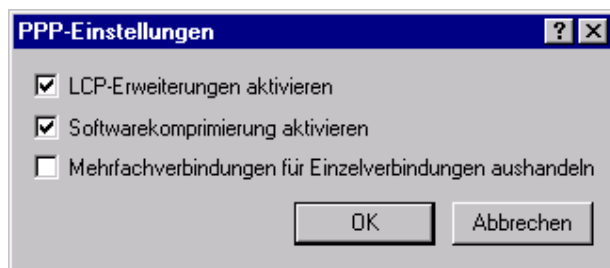 PPP-Einstellungen
LCP-Erweiterungen aktivieren
Softwarekomprimierung aktivieren
Mehrfachverbindungen für Einzelverbindungen aushandeln
OK Abbrechen